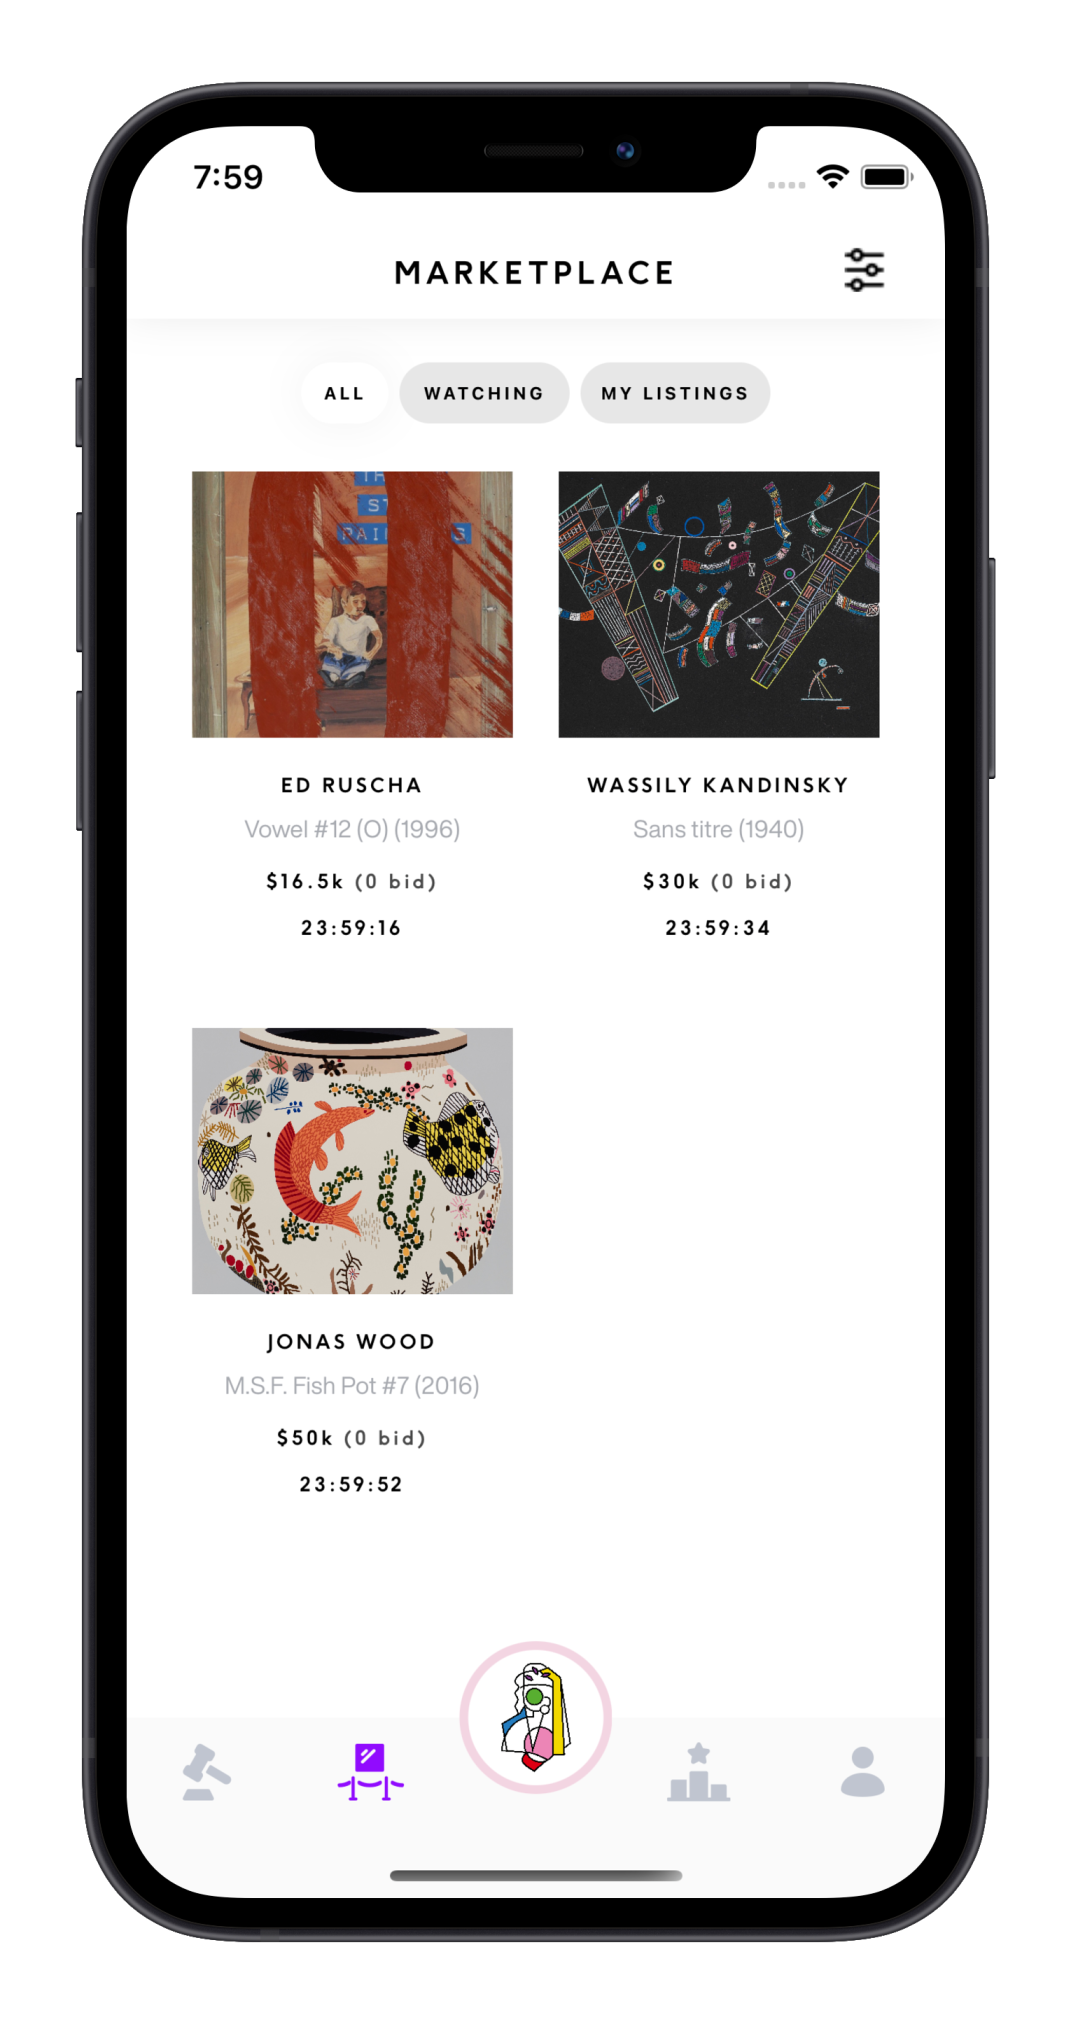 7:59
MARKETPLACE
ALL
WATCHING
MY LISTINGS
ED RUSCHA
Vowel #12 (O) (1996)
$16.5k (0 bid)
23:59:16
WASSILY KANDINSKY
Sans titre (1940)
$30k (0 bid)
23:59:34
JONAS WOOD
M.S.F. Fish Pot #7 (2016)
$50k (0 bid)
23:59:52